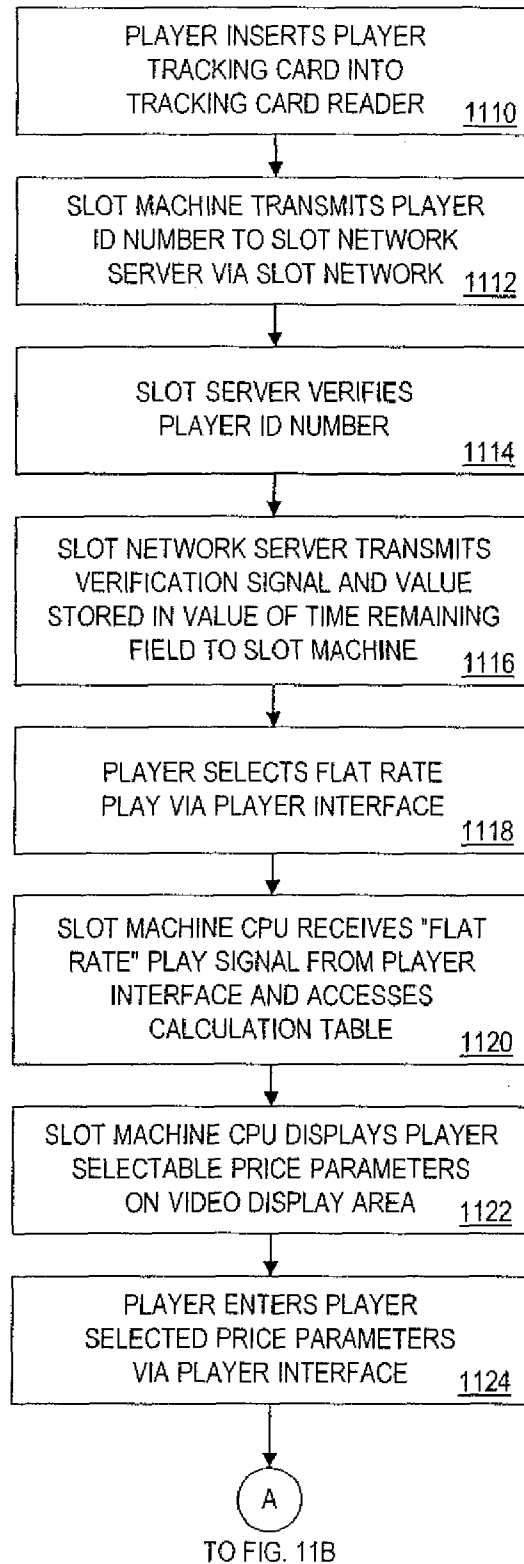 PLAYER INSERTS PLAYER
TRACKING CARD INTO
TRACKING CARD READER
1110
SLOT MACHINE TRANSMITS PLAYER
ID NUMBER TO SLOT NETWORK
SERVER VIA SLOT NETWORK
1112
SLOT SERVER VERIFIES
PLAYER ID NUMBER
1114
SLOT NETWORK SERVER TRANSMITS
VERIFICATION SIGNAL AND VALUE
STORED IN VALUE OF TIME REMAINING
FIELD TO SLOT MACHINE
1116
PLAYER SELECTS FLAT RATE
PLAY VIA PLAYER INTERFACE
1118
SLOT MACHINE CPU RECEIVES "FLAT
RATE" PLAY SIGNAL FROM PLAYER
INTERFACE AND ACCESSES
CALCULATION TABLE
1120
SLOT MACHINE CPU DISPLAYS PLAYER
SELECTABLE PRICE PARAMETERS
ON VIDEO DISPLAY AREA
1122
PLAYER ENTERS PLAYER
SELECTED PRICE PARAMETERS
VIA PLAYER INTERFACE
1124
A
TO FIG. 11B